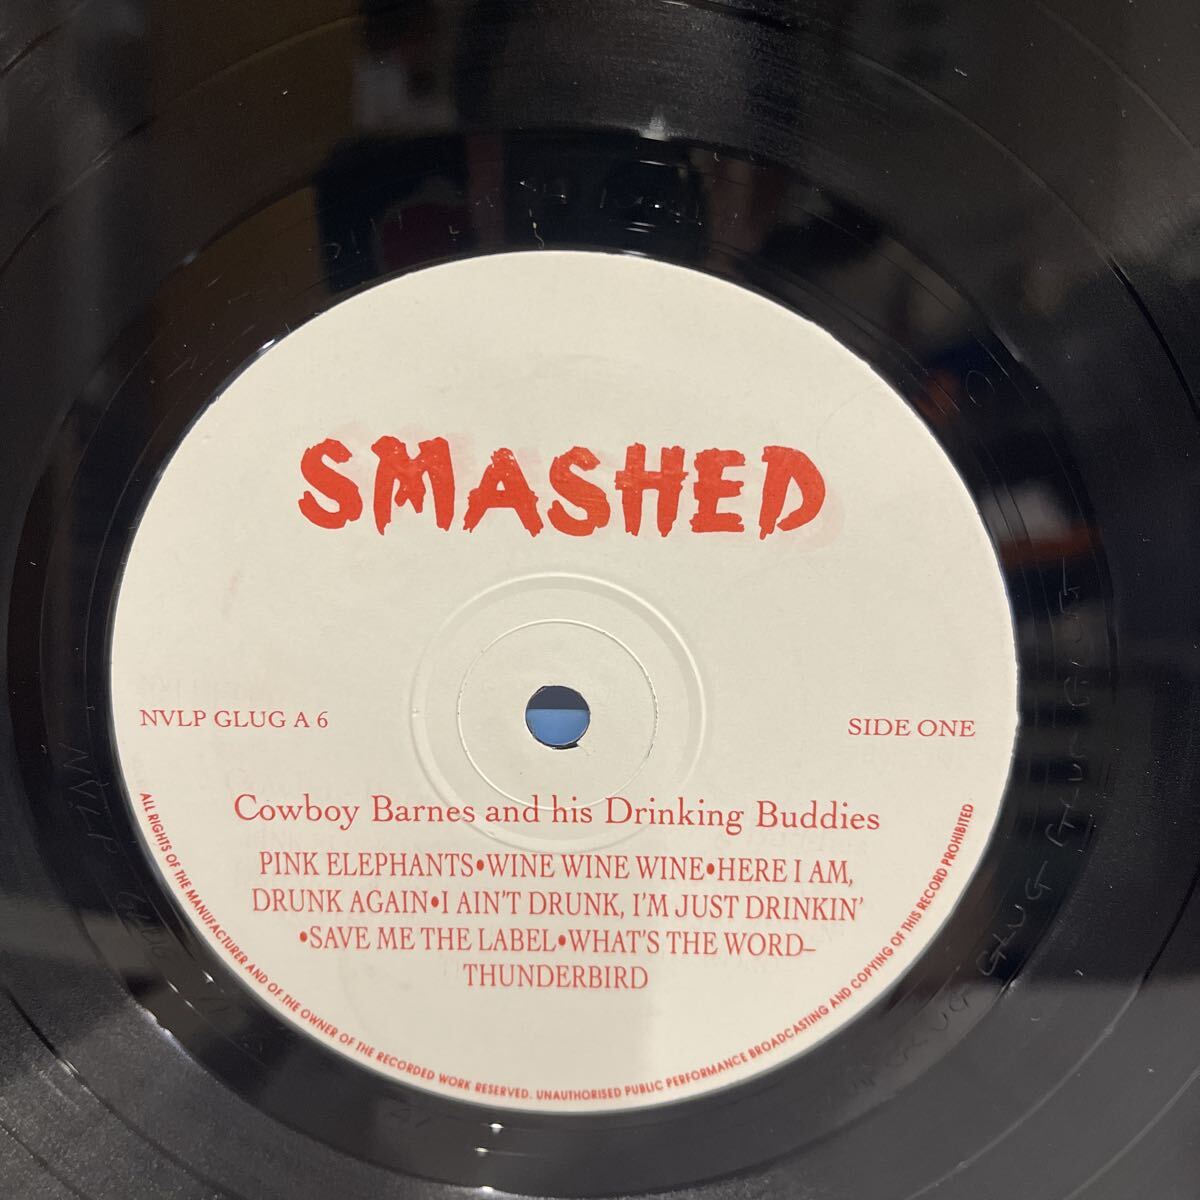 SMASHED
NVLP GLUG A 6
SIDE ONE
Cowboy Barnes and his Drinking Buddies
PINK ELEPHANTS•WINE WINE WINE•HERE I AM,
DRUNK AGAIN•I AIN'T DRUNK, I'M JUST DRINKIN'
•SAVE ME THE LABEL•WHAT'S THE WORD–
THUNDERBIRD
ALL RIGHTS OF THE MANUFACTURER AND OF THE OWNER OF THE RECORDED WORK RESERVED. UNAUTHORISED PUBLIC PERFORMANCE BROADCASTING AND COPYING OF THIS RECORD PROHIBITED
GLUG GLUG GLUG